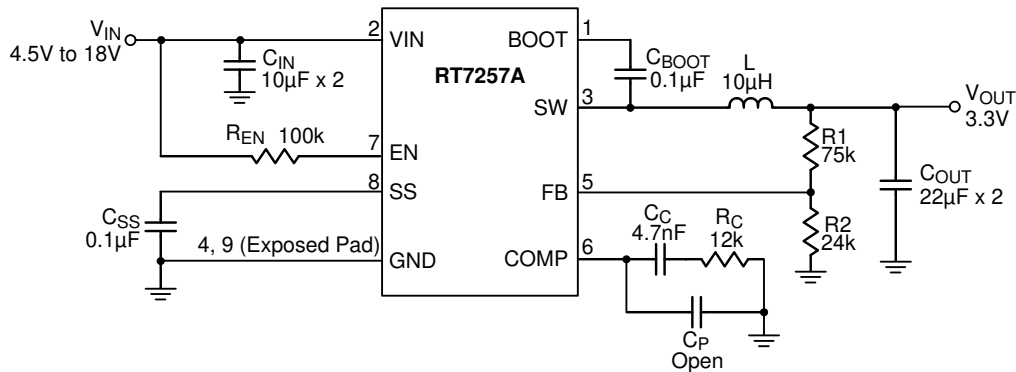 VIN
4.5V to 18V
CIN
10μF x 2
2
VIN
RT7257A
BOOT
1
CBOOT
0.1μF
L
10μH
SW
3
VOUT
3.3V
REN 100k
7
EN
R1
75k
COUT
22μF x 2
8
SS
FB
5
CSS
0.1μF
CC
4.7nF
RC
12k
R2
24k
4, 9 (Exposed Pad)
GND
COMP
6
CP
Open